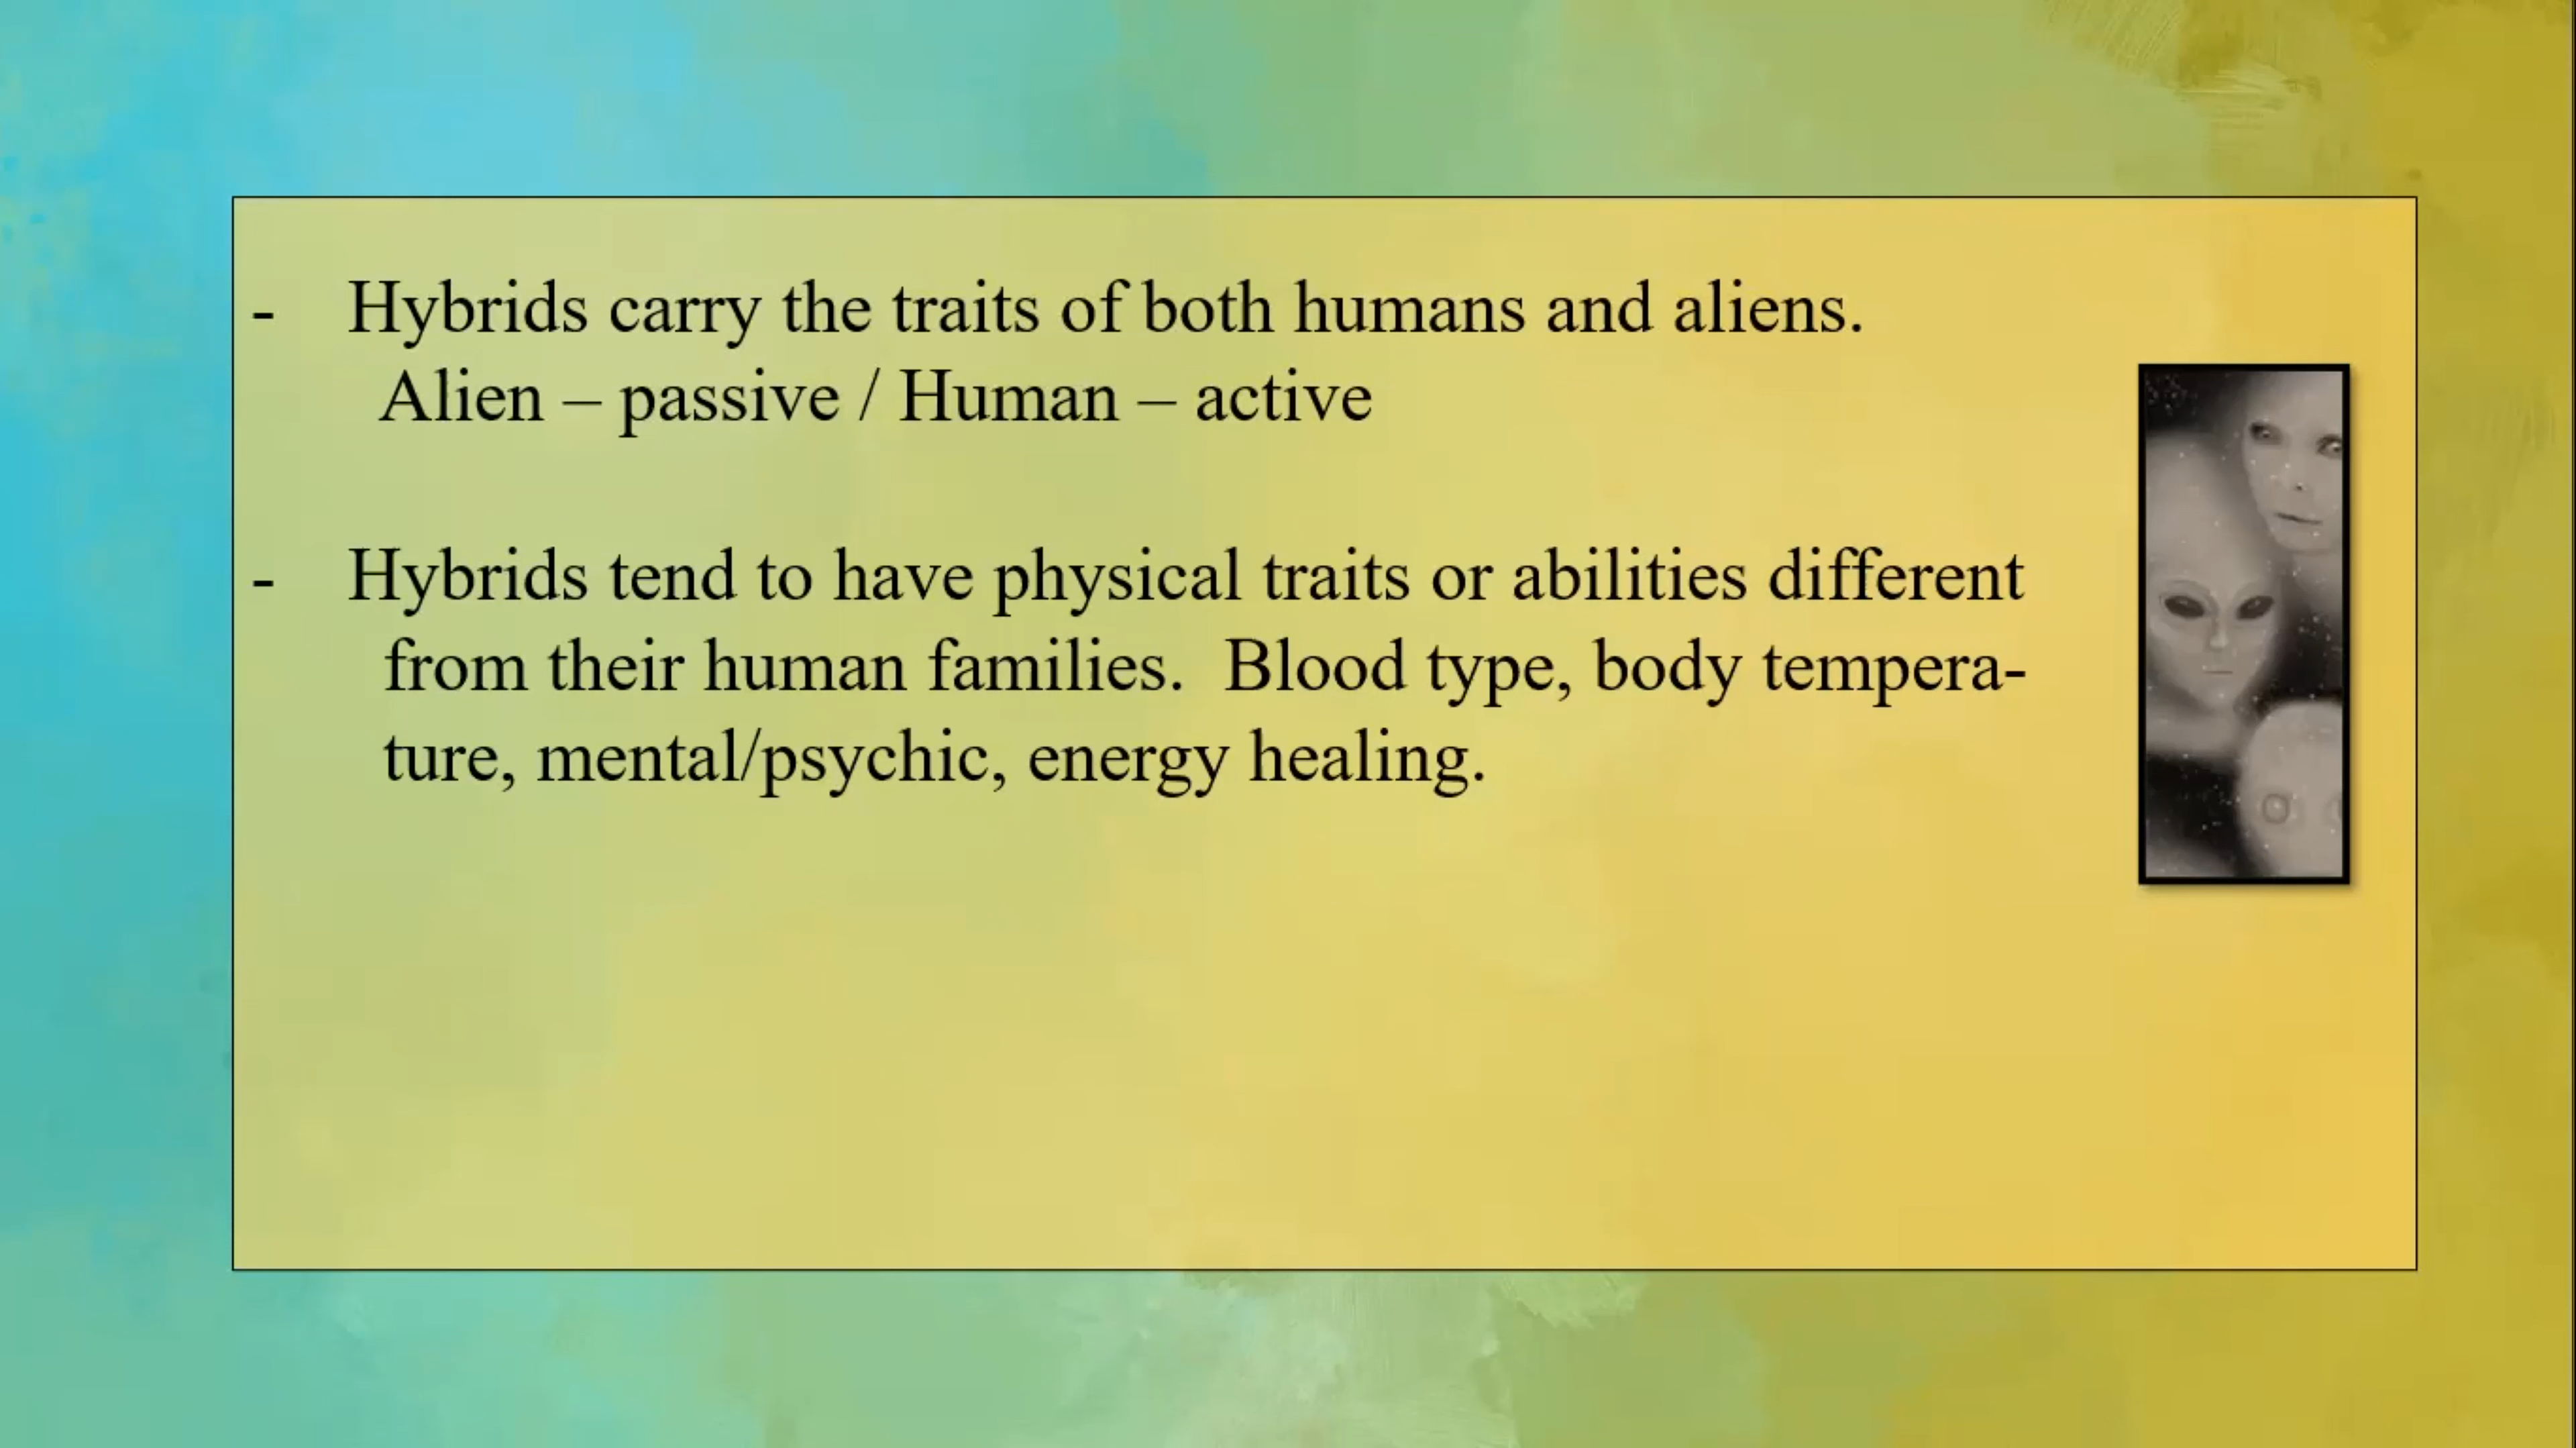 - Hybrids carry the traits of both humans and aliens.
Alien – passive / Human – active
- Hybrids tend to have physical traits or abilities different
from their human families.  Blood type, body tempera-
ture, mental/psychic, energy healing.